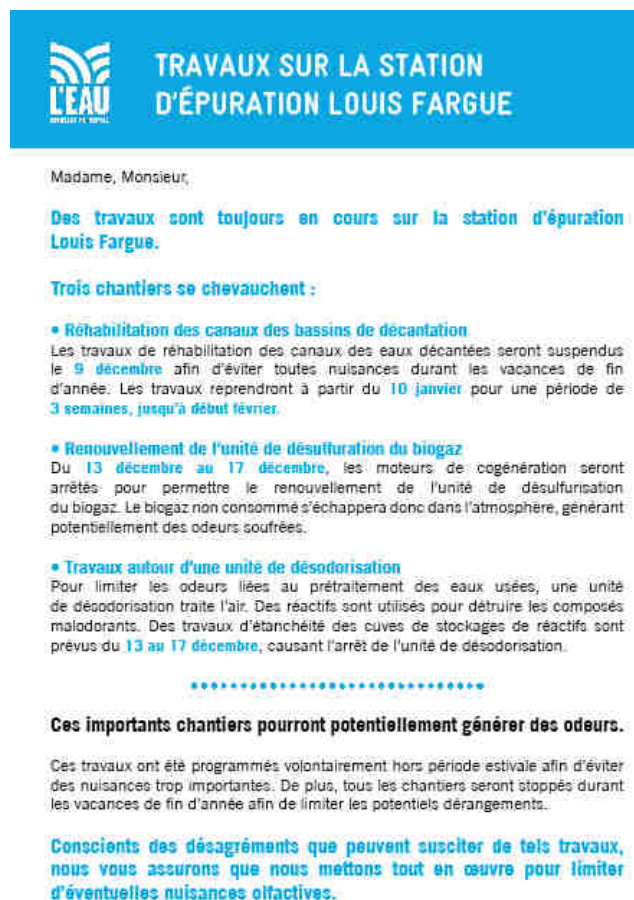 L'EAU
TRAVAUX SUR LA STATION
D'ÉPURATION LOUIS FARGUE
Madame, Monsieur,
Des travaux sont toujours en cours sur la station d'épuration
Louis Fargue.
Trois chantiers se chevauchent :
• Réhabilitation des canaux des bassins de décantation
Les travaux de réhabilitation des canaux des eaux décantées seront suspendus
le 9 décembre afin d'éviter toutes nuisances durant les vacances de fin
d'année. Les travaux reprendront à partir du 10 janvier pour une période de
3 semaines, jusqu'à début février.
• Renouvellement de l'unité de désulfuration du biogaz
Du 13 décembre au 17 décembre, les moteurs de cogénération seront
arrêtés pour permettre le renouvellement de l'unité de désulfurisation
du biogaz. Le biogaz non consommé s'échappera donc dans l'atmosphère, générant
potentiellement des odeurs soufrées.
• Travaux autour d'une unité de désodorisation
Pour limiter les odeurs liées au prétraitement des eaux usées, une unité
de désodorisation traite l'air. Des réactifs sont utilisés pour détruire les composés
malodorants. Des travaux d'étanchéité des cuves de stockages de réactifs sont
prévus du 13 au 17 décembre, causant l'arrêt de l'unité de désodorisation.
Ces importants chantiers pourront potentiellement générer des odeurs.
Ces travaux ont été programmés volontairement hors période estivale afin d'éviter
des nuisances trop importantes. De plus, tous les chantiers seront stoppés durant
les vacances de fin d'année afin de limiter les potentiels dérangements.
Conscients des désagréments que peuvent susciter de tels travaux,
nous vous assurons que nous mettons tout en œuvre pour limiter
d'éventuelles nuisances olfactives.